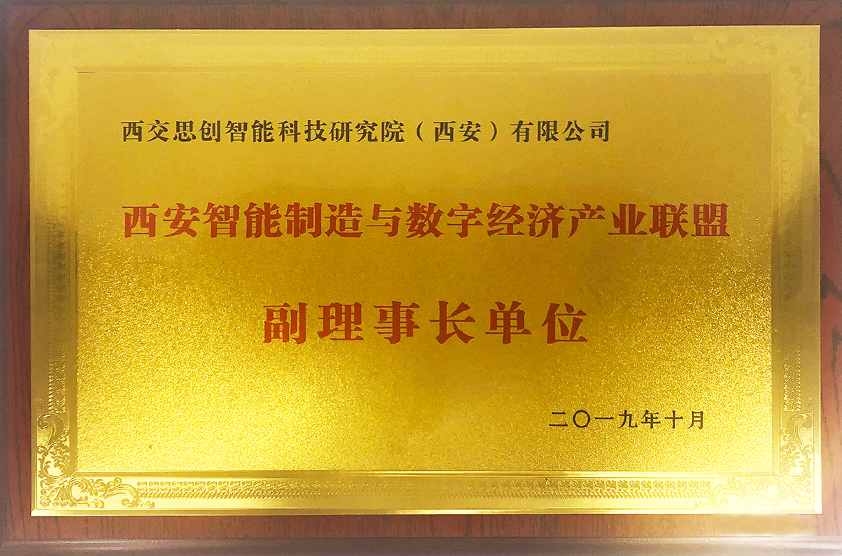 西交思创智能科技研究院（西安）有限公司
西安智能制造与数字经济产业联盟
副理事长单位
二〇一九年十月